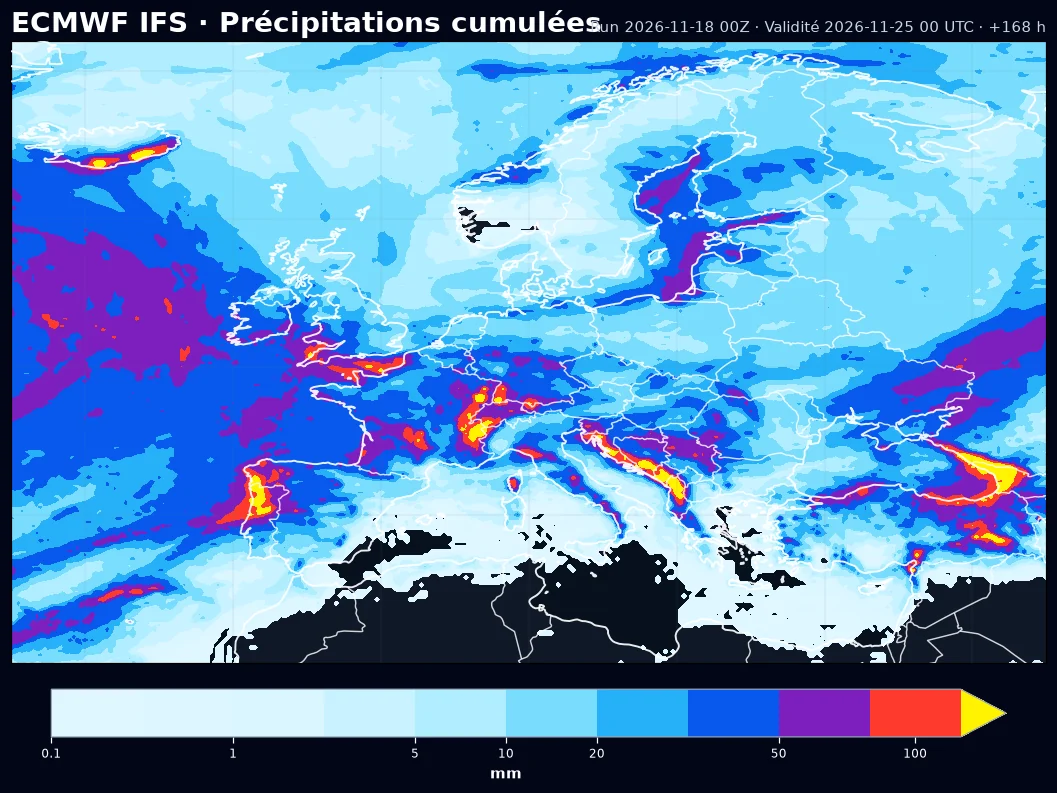 ECMWF IFS · Précipitations cumulées
Run 2026-11-18 00Z · Validité 2026-11-25 00 UTC · +168 h
0.1 1 5 10 20 50 100
mm